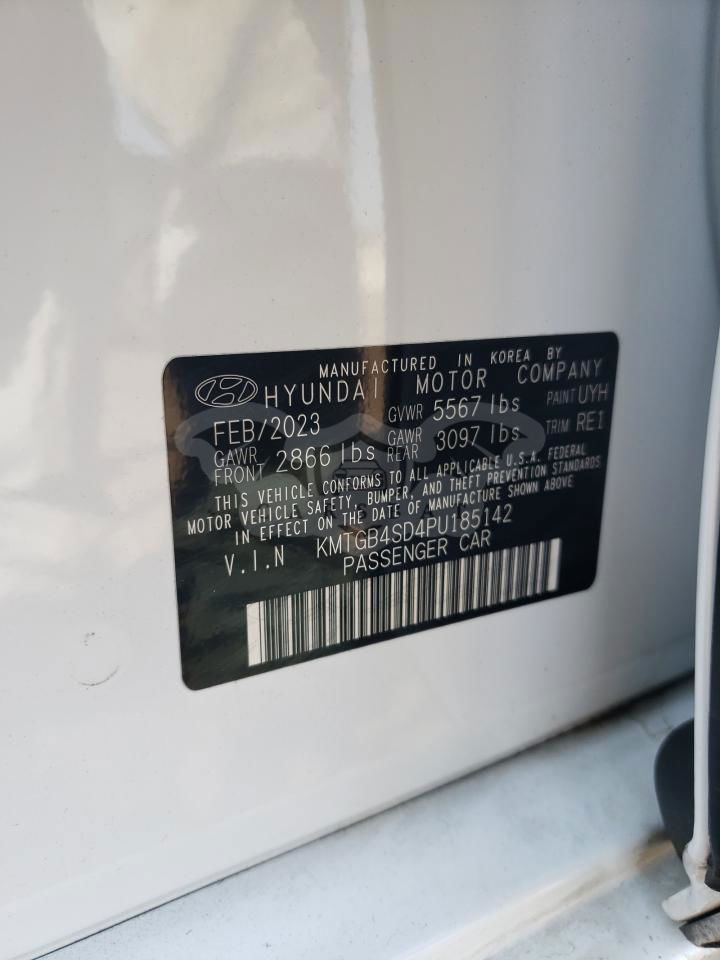 MANUFACTURED IN KOREA BY
HYUNDAI MOTOR COMPANY
FEB/2023 GVWR 5567 lbs PAINT UYH
GAWR FRONT 2866 lbs GAWR REAR 3097 lbs TRIM RE1
THIS VEHICLE CONFORMS TO ALL APPLICABLE U.S.A. FEDERAL
MOTOR VEHICLE SAFETY, BUMPER, AND THEFT PREVENTION STANDARDS
IN EFFECT ON THE DATE OF MANUFACTURE SHOWN ABOVE
V.I.N KMTGB4SD4PU185142
PASSENGER CAR